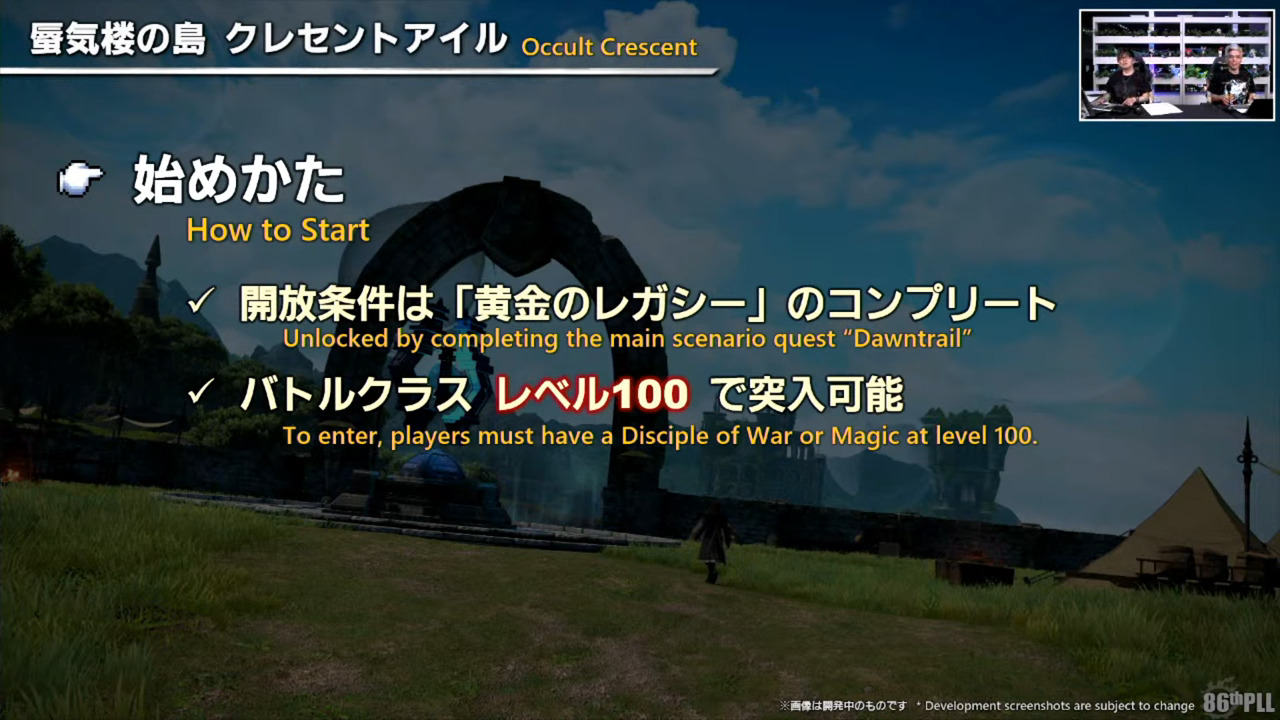 蜃気楼の島 クレセントアイル Occult Crescent
始めかた
How to Start
✓ 開放条件は「黄金のレガシー」のコンプリート
Unlocked by completing the main scenario quest “Dawntrail”
✓ バトルクラス レベル100 で突入可能
To enter, players must have a Disciple of War or Magic at level 100.
※画像は開発中のものです * Development screenshots are subject to change 86thPLL